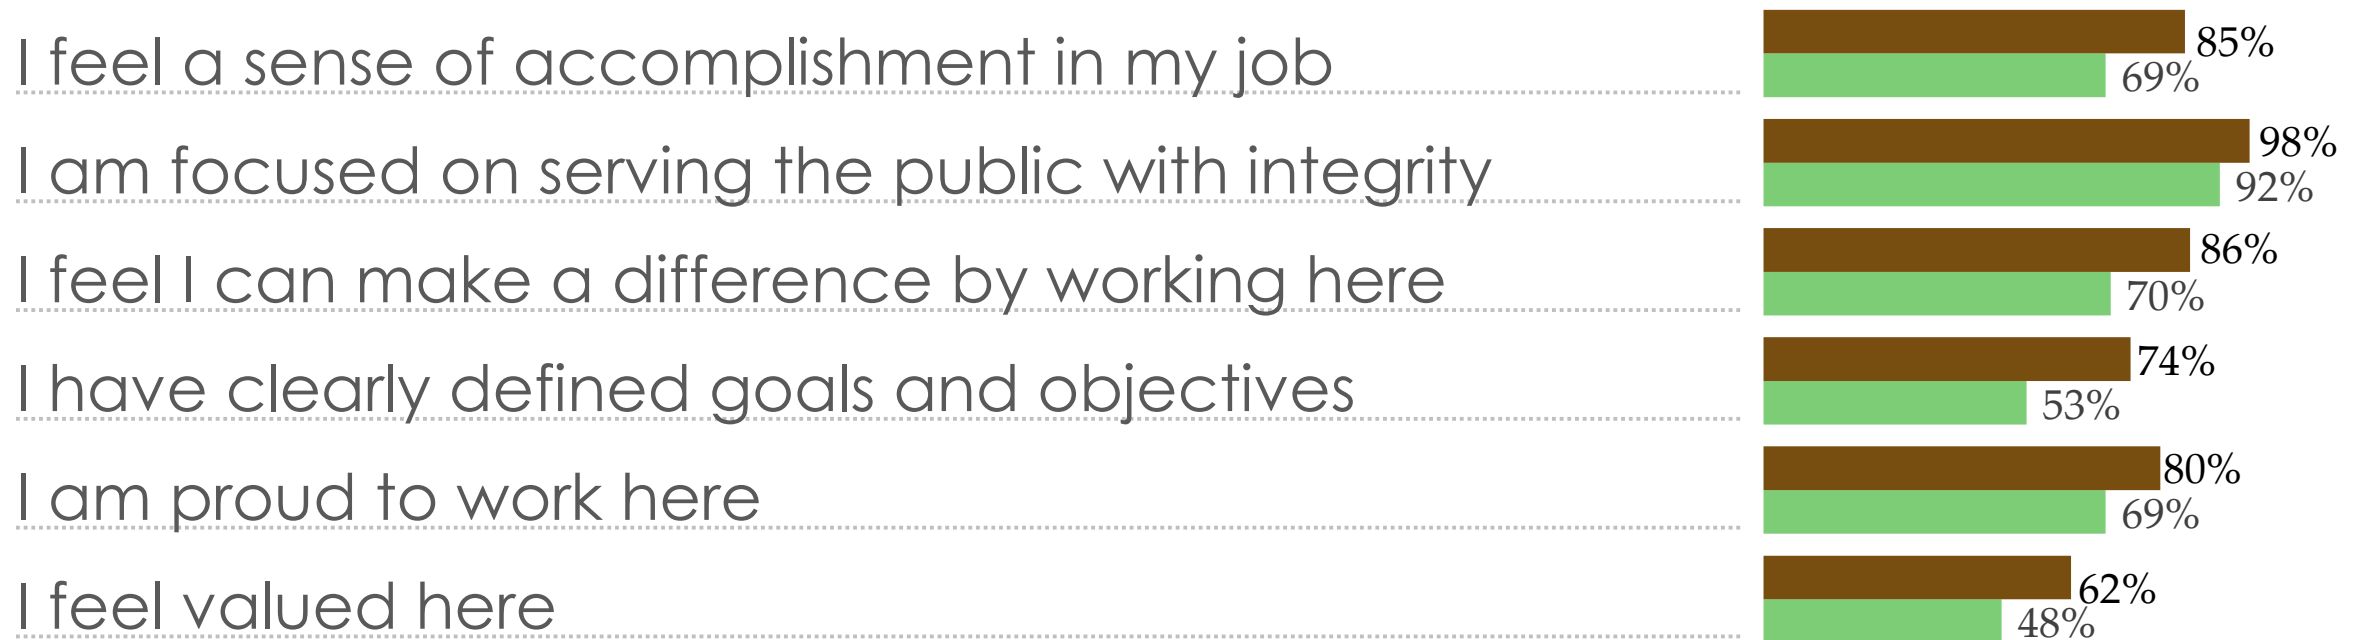 I feel a sense of accomplishment in my job
85%
69%
I am focused on serving the public with integrity
98%
92%
I feel I can make a difference by working here
86%
70%
I have clearly defined goals and objectives
74%
53%
I am proud to work here
80%
69%
I feel valued here
62%
48%